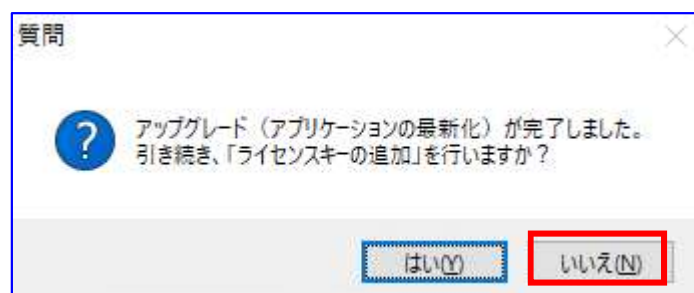 質問
アップグレード（アプリケーションの最新化）が完了しました。
引き続き、「ライセンスキーの追加」を行いますか？
はい(Y)
いいえ(N)